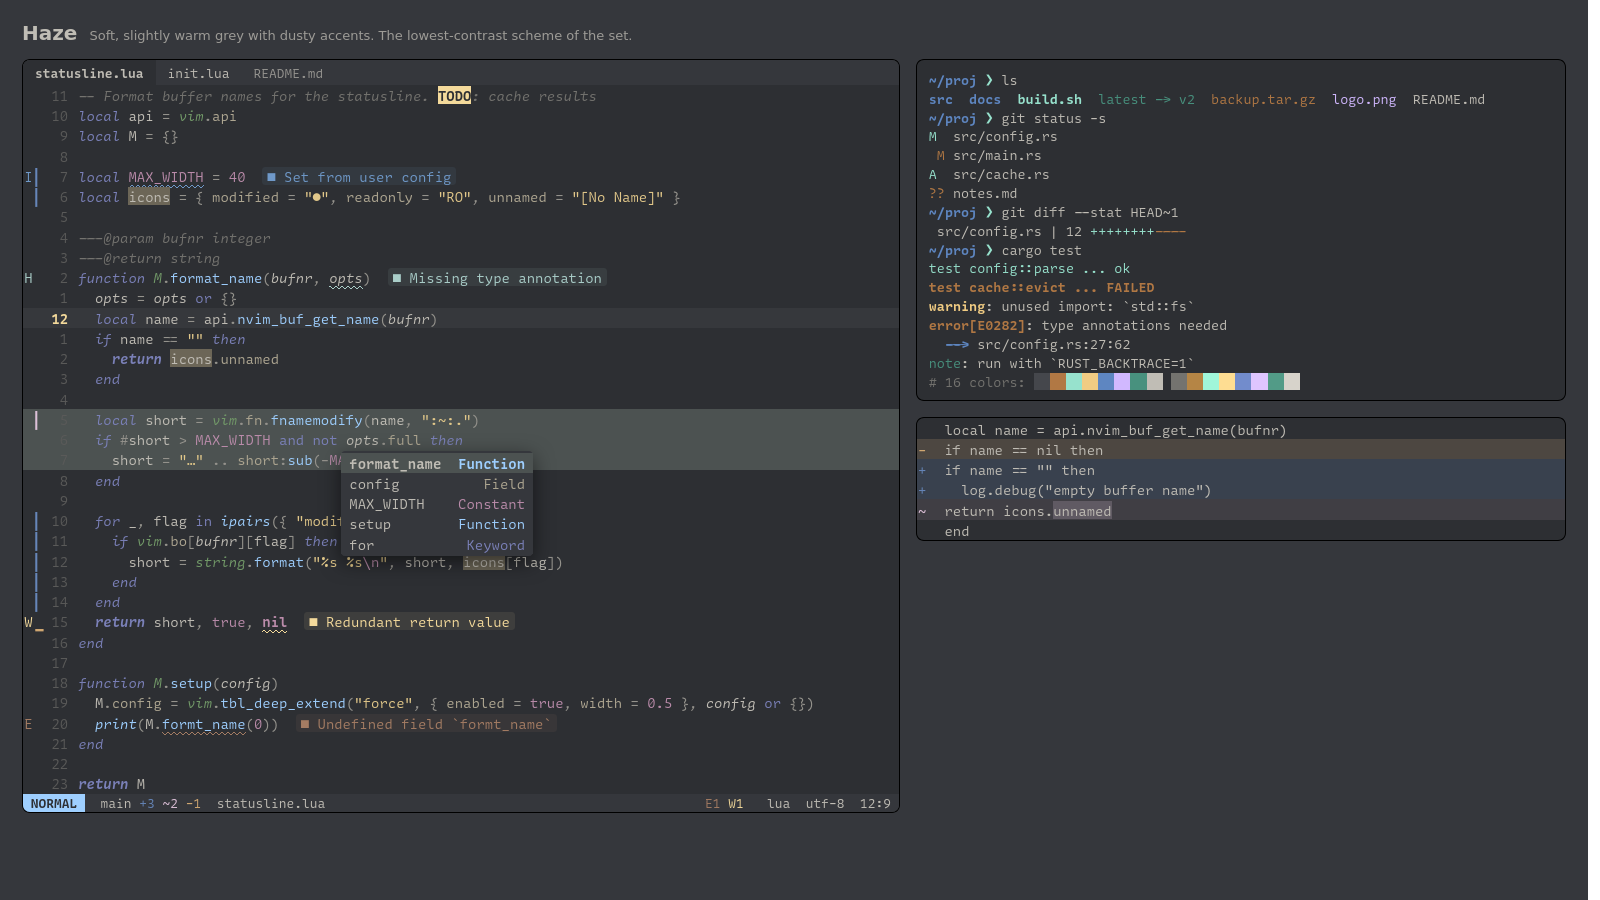 Haze Soft, slightly warm grey with dusty accents. The lowest-contrast scheme of the set.
statusline.lua init.lua README.md
11 -- Format buffer names for the statusline. TODO: cache results
10 local api = vim.api
9 local M = {}
8
I 7 local MAX_WIDTH = 40 ■ Set from user config
6 local icons = { modified = "●", readonly = "RO", unnamed = "[No Name]" }
5
4 ---@param bufnr integer
3 ---@return string
H 2 function M.format_name(bufnr, opts) ■ Missing type annotation
1 opts = opts or {}
12 local name = api.nvim_buf_get_name(bufnr)
1 if name == "" then
2 return icons.unnamed
3 end
4
5 local short = vim.fn.fnamemodify(name, ":~:.")
6 if #short > MAX_WIDTH and not opts.full then
7 short = "…" .. short:sub(-MA
8 end
9
10 for _, flag in ipairs({ "modif
11 if vim.bo[bufnr][flag] then
12 short = string.format("%s %s\n", short, icons[flag])
13 end
14 end
W 15 return short, true, nil ■ Redundant return value
16 end
17
18 function M.setup(config)
19 M.config = vim.tbl_deep_extend("force", { enabled = true, width = 0.5 }, config or {})
E 20 print(M.formt_name(0)) ■ Undefined field `formt_name`
21 end
22
23 return M
format_name Function
config Field
MAX_WIDTH Constant
setup Function
for Keyword
NORMAL main +3 ~2 -1 statusline.lua E1 W1 lua utf-8 12:9
~/proj ❯ ls
src docs build.sh latest -> v2 backup.tar.gz logo.png README.md
~/proj ❯ git status -s
M src/config.rs
M src/main.rs
A src/cache.rs
?? notes.md
~/proj ❯ git diff --stat HEAD~1
src/config.rs | 12 ++++++++----
~/proj ❯ cargo test
test config::parse ... ok
test cache::evict ... FAILED
warning: unused import: `std::fs`
error[E0282]: type annotations needed
--> src/config.rs:27:62
note: run with `RUST_BACKTRACE=1`
# 16 colors:
local name = api.nvim_buf_get_name(bufnr)
- if name == nil then
+ if name == "" then
+ log.debug("empty buffer name")
~ return icons.unnamed
end